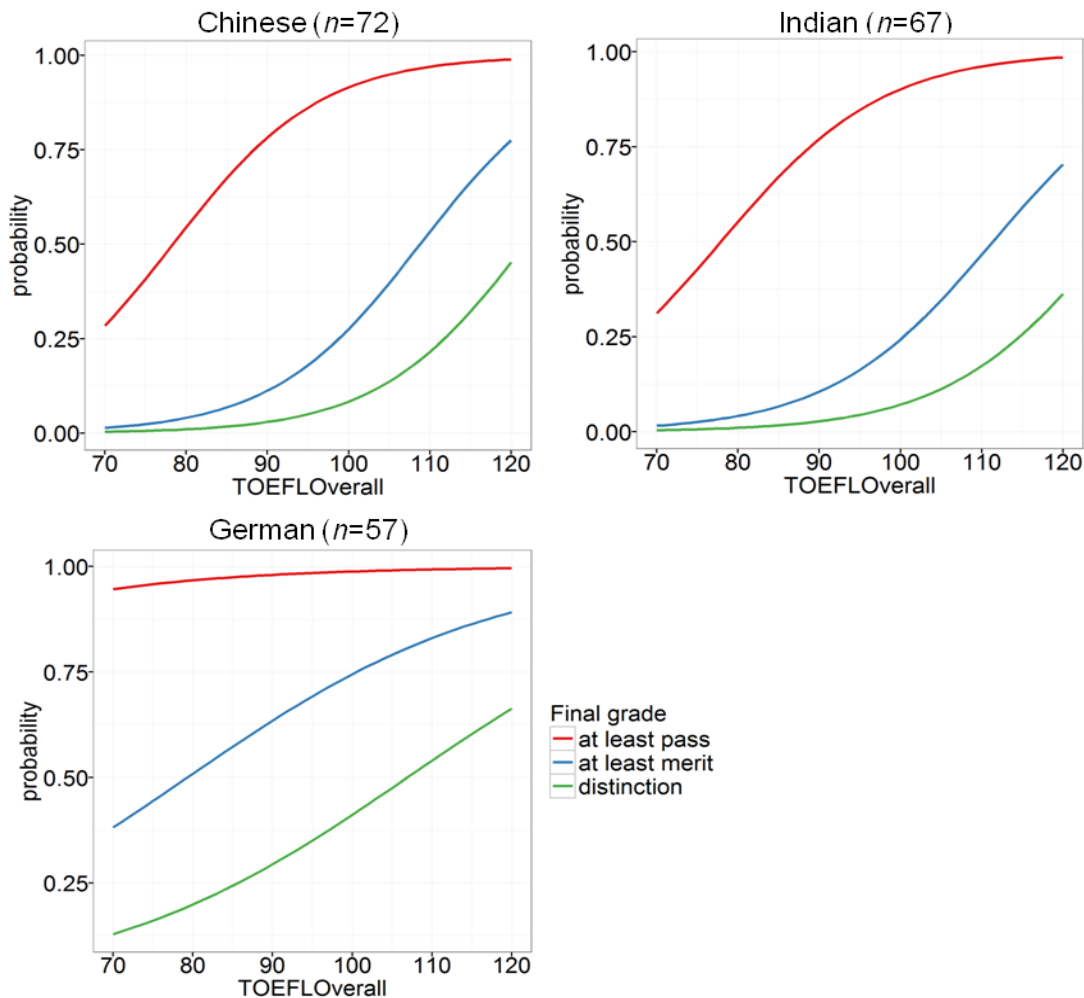 Chinese (n=72)
1.00
0.75
0.50
0.25
0.00
probability
70 80 90 100 110 120
TOEFLOverall
Indian (n=67)
1.00
0.75
0.50
0.25
0.00
probability
70 80 90 100 110 120
TOEFLOverall
German (n=57)
1.00
0.75
0.50
0.25
probability
70 80 90 100 110 120
TOEFLOverall
Final grade
at least pass
at least merit
distinction